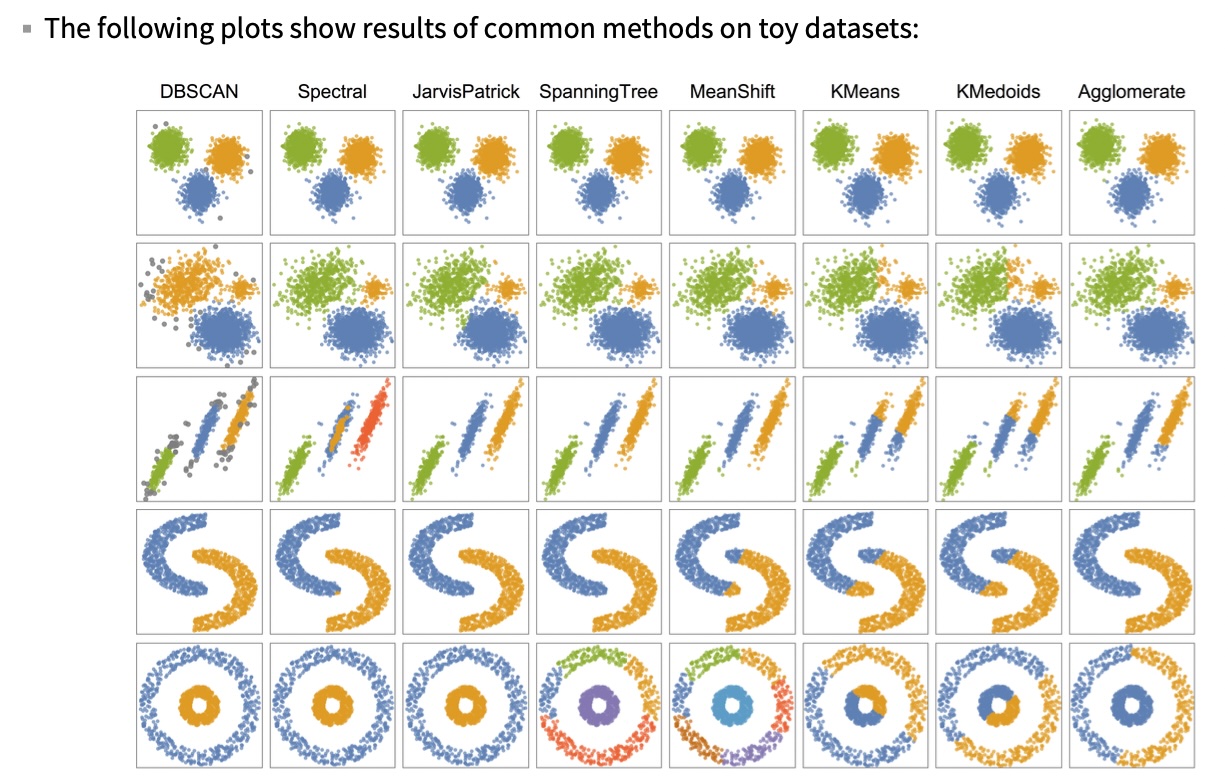 The following plots show results of common methods on toy datasets:
DBSCAN Spectral JarvisPatrick SpanningTree MeanShift KMeans KMedoids Agglomerate